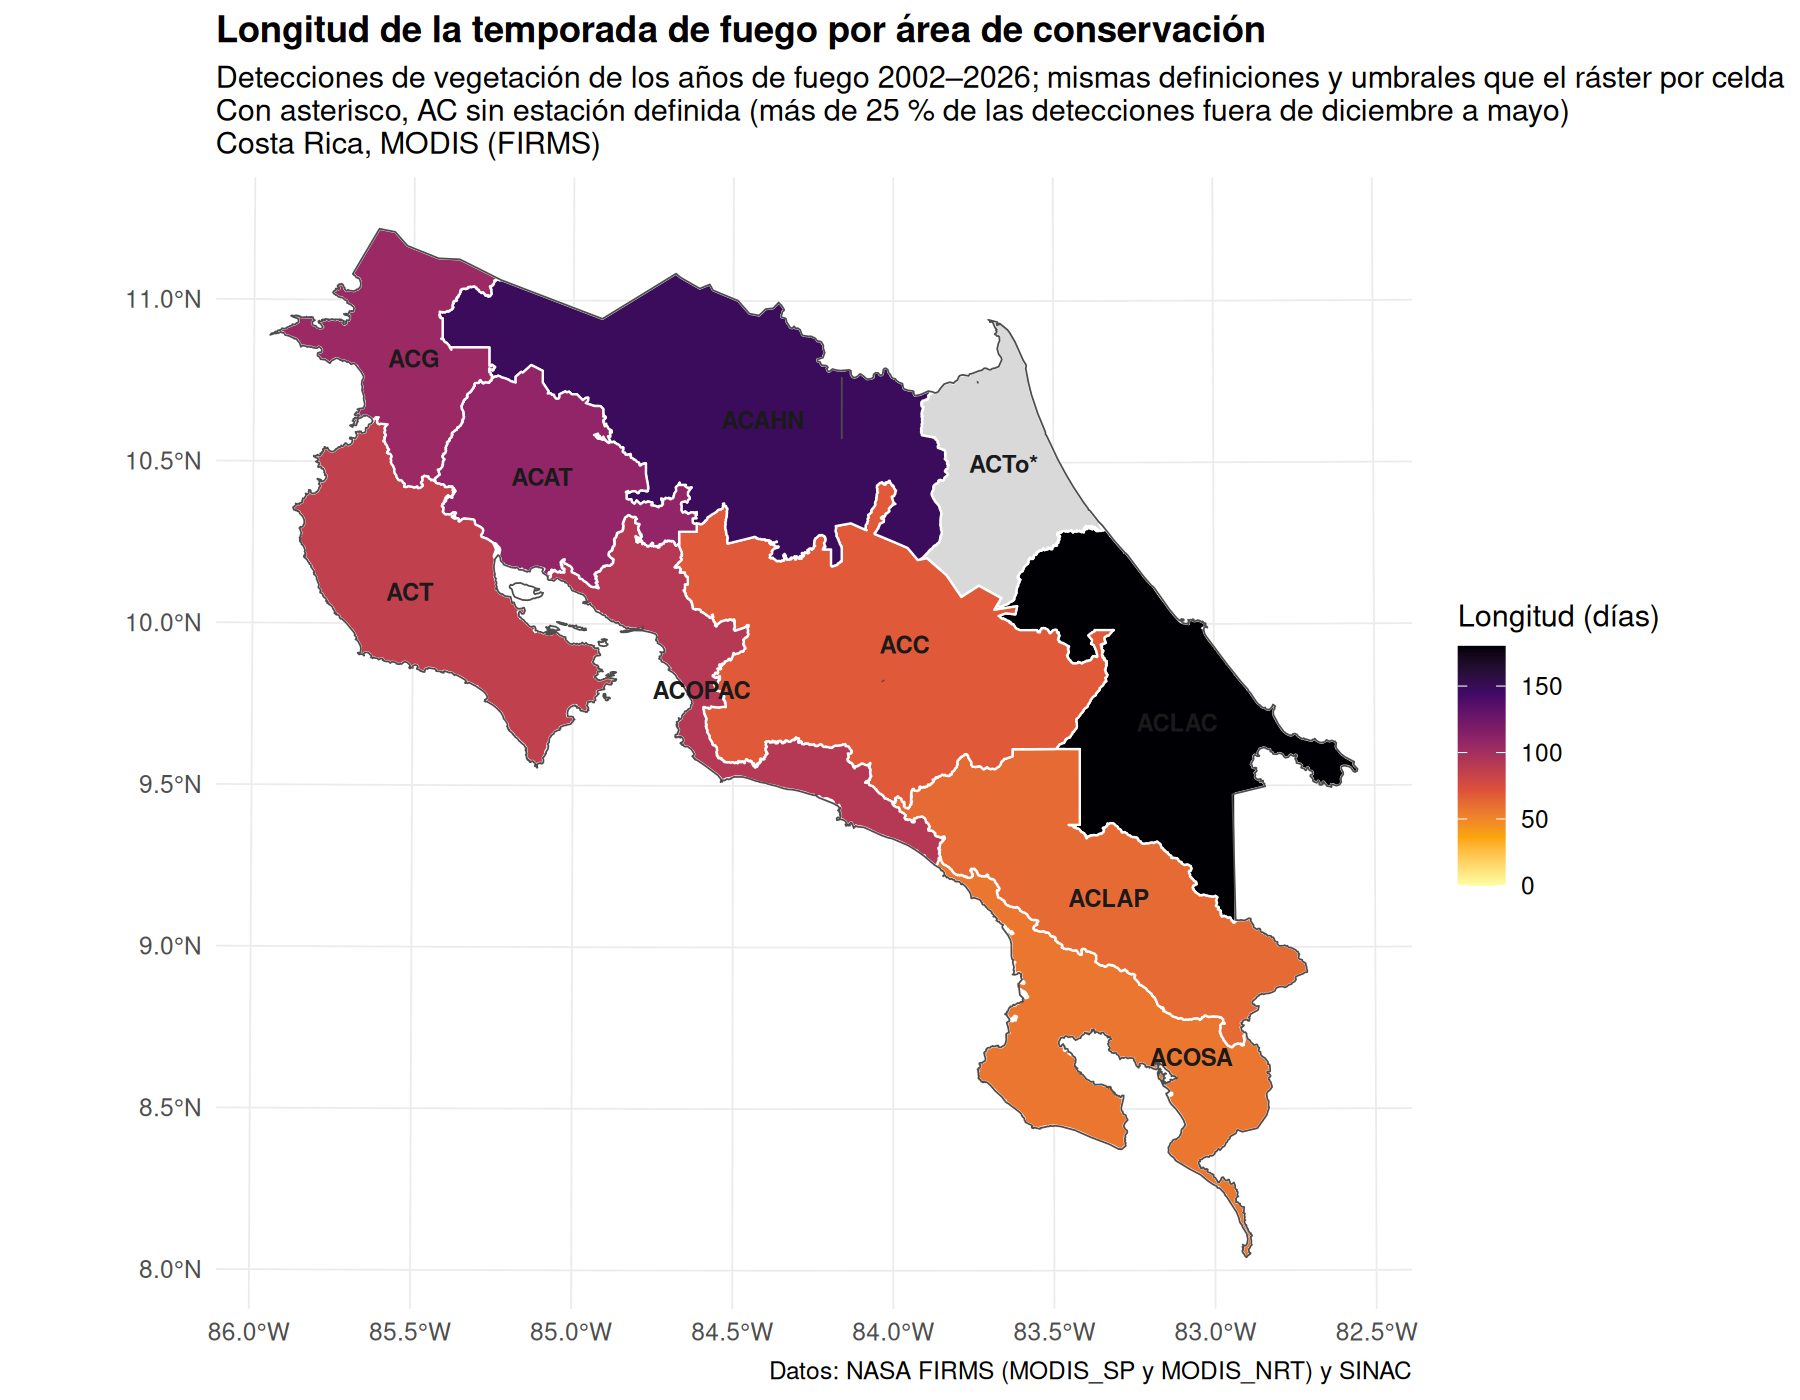 Longitud de la temporada de fuego por área de conservación
Detecciones de vegetación de los años de fuego 2002–2026; mismas definiciones y umbrales que el ráster por celda
Con asterisco, AC sin estación definida (más de 25 % de las detecciones fuera de diciembre a mayo)
Costa Rica, MODIS (FIRMS)
11.0°N
10.5°N
10.0°N
9.5°N
9.0°N
8.5°N
8.0°N
ACG
ACAHN
ACTo*
ACAT
ACT
ACC
ACOPAC
ACLAC
ACLAP
ACOSA
Longitud (días)
150
100
50
0
86.0°W
85.5°W
85.0°W
84.5°W
84.0°W
83.5°W
83.0°W
82.5°W
Datos: NASA FIRMS (MODIS_SP y MODIS_NRT) y SINAC